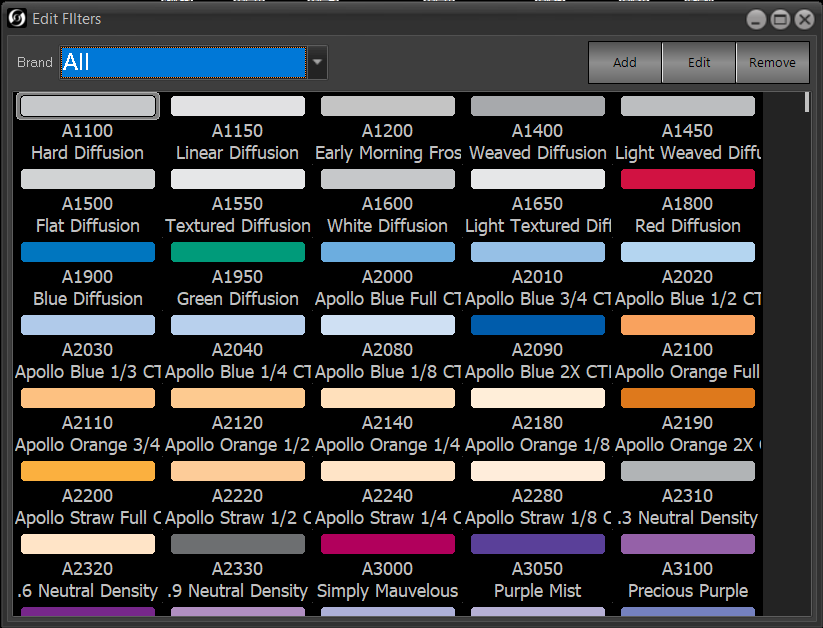 Edit FIlters
Brand All Add Edit Remove
A1100 A1150 A1200 A1400 A1450
Hard Diffusion Linear Diffusion Early Morning Fros Weaved Diffusion Light Weaved Diffu
A1500 A1550 A1600 A1650 A1800
Flat Diffusion Textured Diffusion White Diffusion Light Textured Diff Red Diffusion
A1900 A1950 A2000 A2010 A2020
Blue Diffusion Green Diffusion Apollo Blue Full CT Apollo Blue 3/4 CT Apollo Blue 1/2 CT
A2030 A2040 A2080 A2090 A2100
Apollo Blue 1/3 CT Apollo Blue 1/4 CT Apollo Blue 1/8 CT Apollo Blue 2X CT Apollo Orange Full
A2110 A2120 A2140 A2180 A2190
Apollo Orange 3/4 Apollo Orange 1/2 Apollo Orange 1/4 Apollo Orange 1/8 Apollo Orange 2X C
A2200 A2220 A2240 A2280 A2310
Apollo Straw Full C Apollo Straw 1/2 C Apollo Straw 1/4 C Apollo Straw 1/8 C .3 Neutral Density
A2320 A2330 A3000 A3050 A3100
.6 Neutral Density .9 Neutral Density Simply Mauvelous Purple Mist Precious Purple